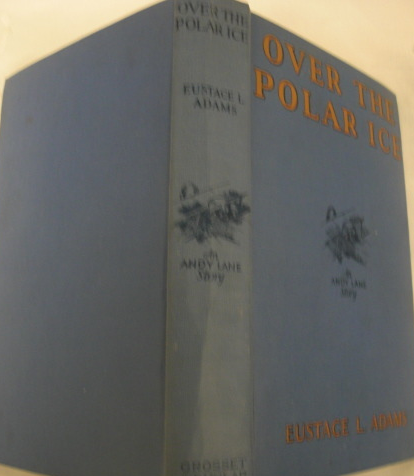 OVER THE
POLAR ICE
EUSTACE L.
ADAMS
An
ANDY LANE
Story
GROSSET
OVER THE
POLAR ICE
An
ANDY LANE
Story
EUSTACE L. ADAMS